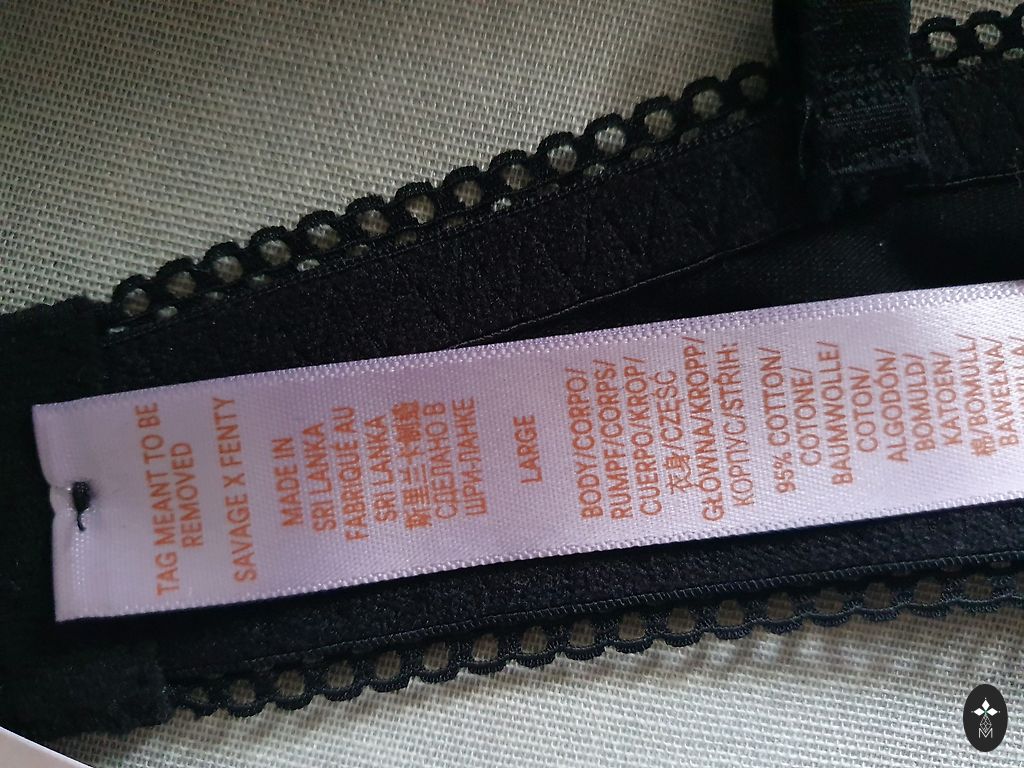 TAG MEANT TO BE
REMOVED
SAVAGE X FENTY
MADE IN
SRI LANKA
FABRIQUÉ AU
SRI LANKA
斯里兰卡制造
СДЕЛАНО В
ШРИ-ЛАНКЕ
LARGE
BODY/CORPO/
RUMPF/CORPS/
CUERPO/KROP/
衣身/CZĘŚĆ
GŁÓWNA/KROPP/
КОРПУС/STŘIH:
95% COTTON/
COTONE/
BAUMWOLLE/
COTON/
ALGODÓN/
BOMULD/
KATOEN/
棉/BOMULL/
BAWEŁNA/
M